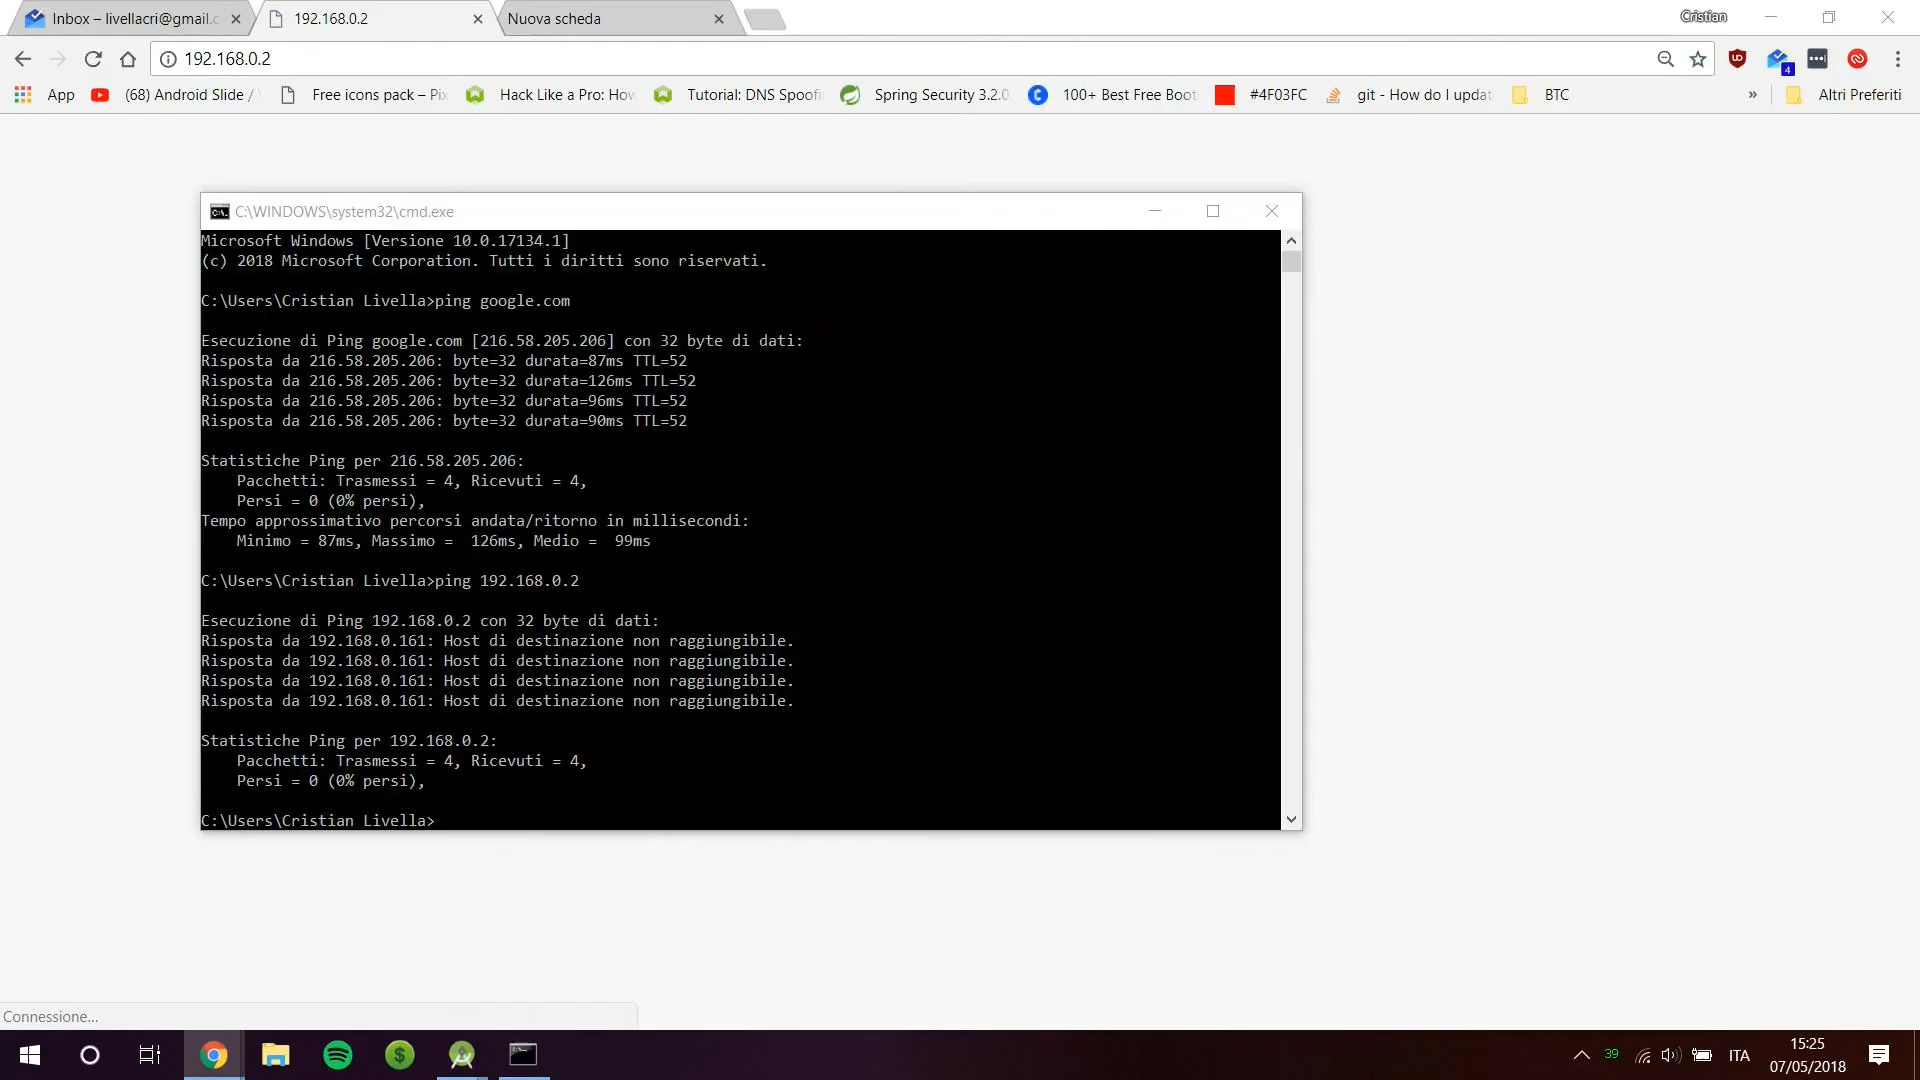 Inbox – livellacri@gmail.c
192.168.0.2
Nuova scheda
Cristian
192.168.0.2
4
App
(68) Android Slide /
Free icons pack – Pix
Hack Like a Pro: How
Tutorial: DNS Spoofi
Spring Security 3.2.0
100+ Best Free Boot
#4F03FC
git - How do I updat
BTC
»
Altri Preferiti
C:\WINDOWS\system32\cmd.exe
Microsoft Windows [Versione 10.0.17134.1]
(c) 2018 Microsoft Corporation. Tutti i diritti sono riservati.
C:\Users\Cristian Livella>ping google.com
Esecuzione di Ping google.com [216.58.205.206] con 32 byte di dati:
Risposta da 216.58.205.206: byte=32 durata=87ms TTL=52
Risposta da 216.58.205.206: byte=32 durata=126ms TTL=52
Risposta da 216.58.205.206: byte=32 durata=96ms TTL=52
Risposta da 216.58.205.206: byte=32 durata=90ms TTL=52
Statistiche Ping per 216.58.205.206:
Pacchetti: Trasmessi = 4, Ricevuti = 4,
Persi = 0 (0% persi),
Tempo approssimativo percorsi andata/ritorno in millisecondi:
Minimo = 87ms, Massimo =  126ms, Medio =  99ms
C:\Users\Cristian Livella>ping 192.168.0.2
Esecuzione di Ping 192.168.0.2 con 32 byte di dati:
Risposta da 192.168.0.161: Host di destinazione non raggiungibile.
Risposta da 192.168.0.161: Host di destinazione non raggiungibile.
Risposta da 192.168.0.161: Host di destinazione non raggiungibile.
Risposta da 192.168.0.161: Host di destinazione non raggiungibile.
Statistiche Ping per 192.168.0.2:
Pacchetti: Trasmessi = 4, Ricevuti = 4,
Persi = 0 (0% persi),
C:\Users\Cristian Livella>
Connessione...
39
ITA
15:25
07/05/2018